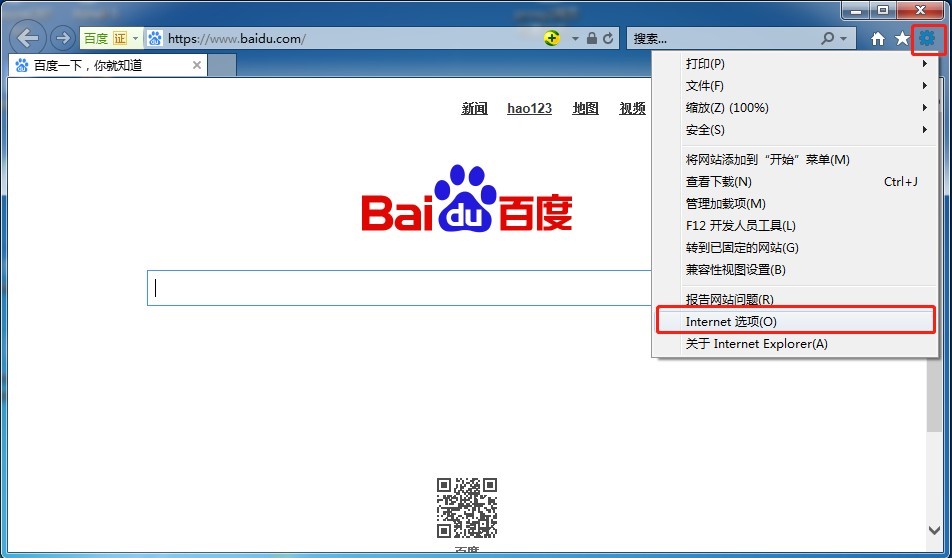 百度 证 https://www.baidu.com/ 搜索...
百度一下，你就知道
新闻 hao123 地图 视频
Bai du 百度
打印(P)
文件(F)
缩放(Z) (100%)
安全(S)
将网站添加到“开始”菜单(M)
查看下载(N) Ctrl+J
管理加载项(M)
F12 开发人员工具(L)
转到已固定的网站(G)
兼容性视图设置(B)
报告网站问题(R)
Internet 选项(O)
关于 Internet Explorer(A)
百度